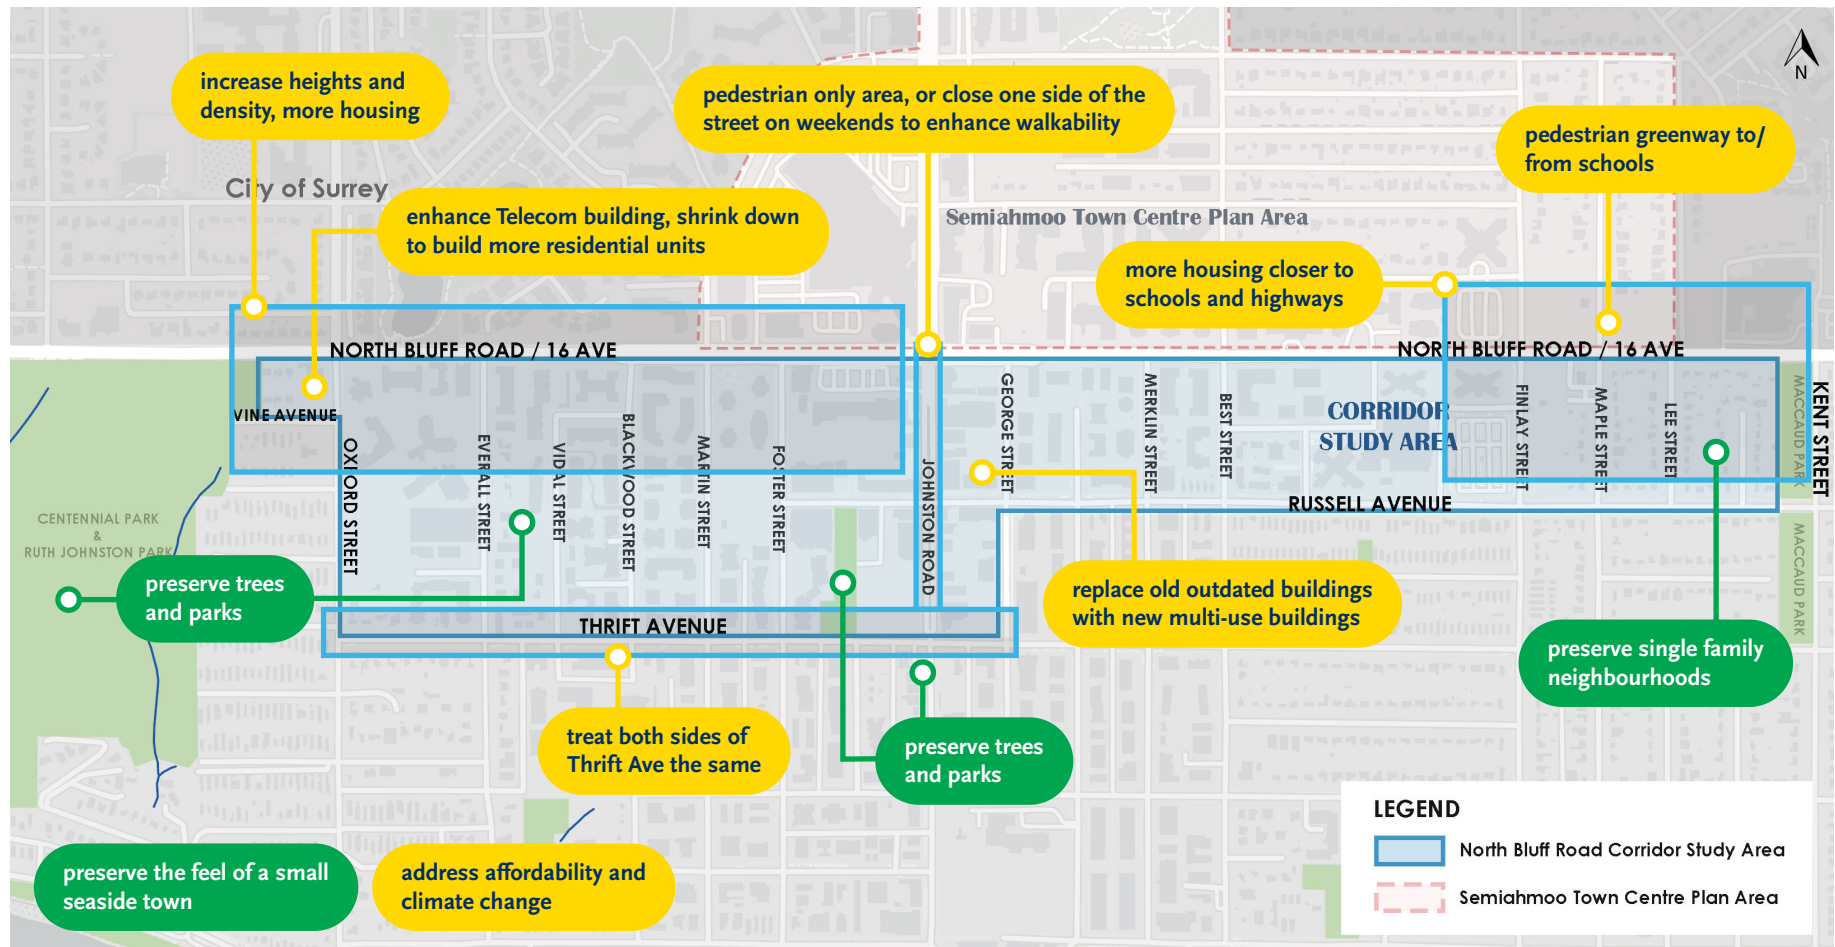 increase heights and
density, more housing
pedestrian only area, or close one side of the
street on weekends to enhance walkability
pedestrian greenway to/
from schools
N
City of Surrey
enhance Telecom building, shrink down
to build more residential units
Semiahmoo Town Centre Plan Area
more housing closer to
schools and highways
NORTH BLUFF ROAD / 16 AVE
NORTH BLUFF ROAD / 16 AVE
VINE AVENUE
OXFORD STREET
EVERALL STREET
VIDAL STREET
BLACKWOOD STREET
MARTIN STREET
FOSTER STREET
JOHNSTON ROAD
GEORGE STREET
MERKLIN STREET
BEST STREET
CORRIDOR
STUDY AREA
FINLAY STREET
MAPLE STREET
LEE STREET
MACCAUD PARK
KENT STREET
RUSSELL AVENUE
CENTENNIAL PARK
&
RUTH JOHNSTON PARK
MACCAUD PARK
preserve trees
and parks
replace old outdated buildings
with new multi-use buildings
THRIFT AVENUE
preserve single family
neighbourhoods
treat both sides of
Thrift Ave the same
preserve trees
and parks
preserve the feel of a small
seaside town
address affordability and
climate change
LEGEND
North Bluff Road Corridor Study Area
Semiahmoo Town Centre Plan Area